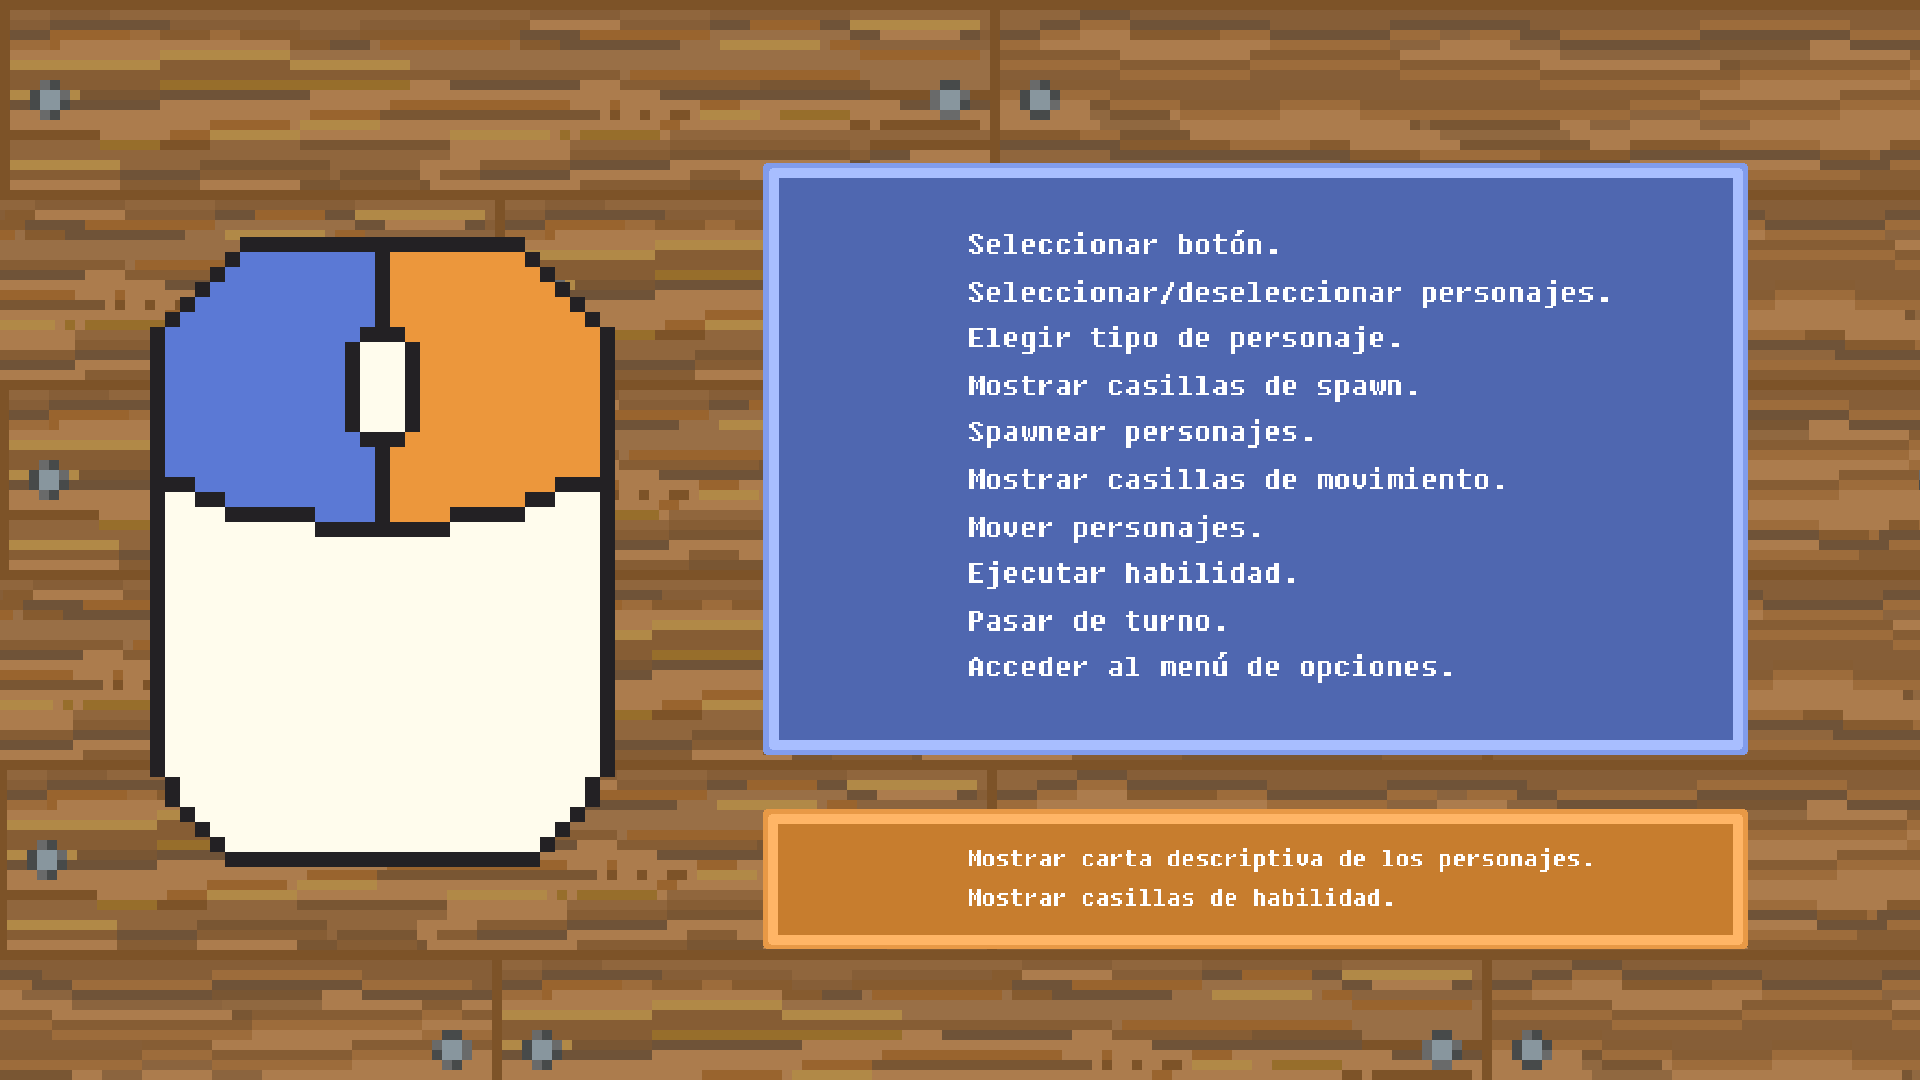 Seleccionar botón.
Seleccionar/deseleccionar personajes.
Elegir tipo de personaje.
Mostrar casillas de spawn.
Spawnear personajes.
Mostrar casillas de movimiento.
Mover personajes.
Ejecutar habilidad.
Pasar de turno.
Acceder al menú de opciones.
Mostrar carta descriptiva de los personajes.
Mostrar casillas de habilidad.